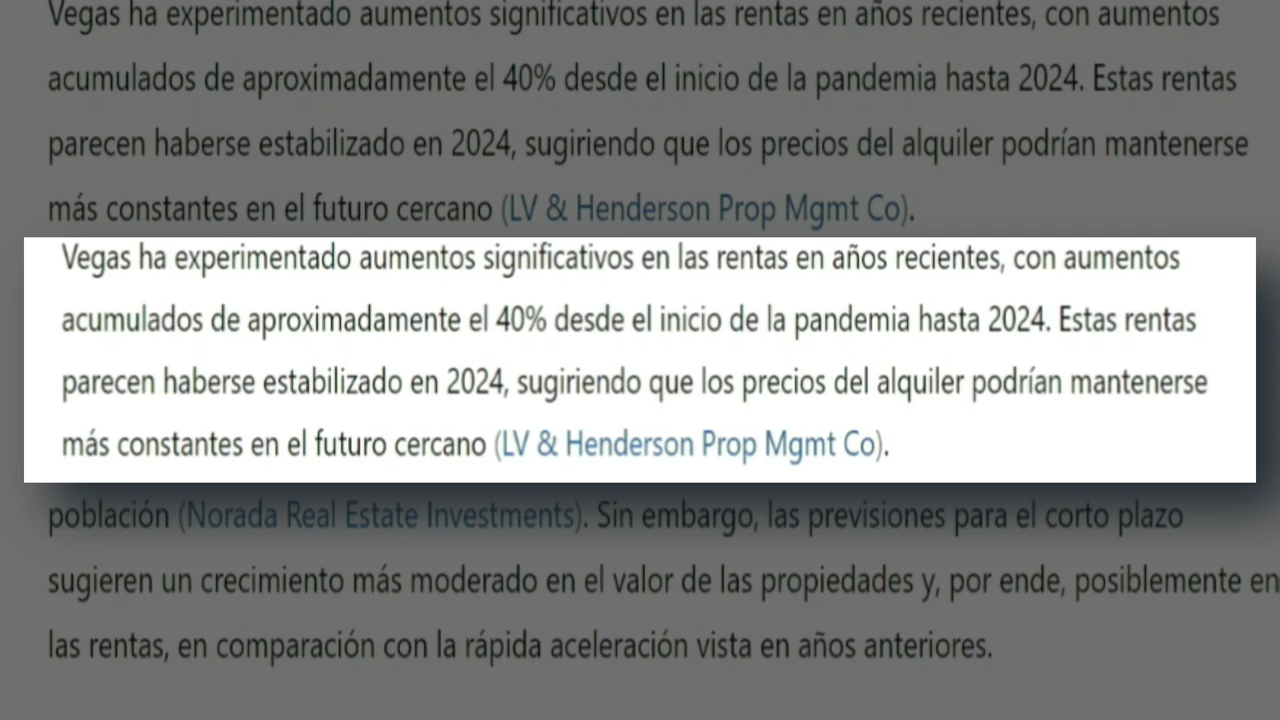 Vegas ha experimentado aumentos significativos en las rentas en años recientes, con aumentos
acumulados de aproximadamente el 40% desde el inicio de la pandemia hasta 2024. Estas rentas
parecen haberse estabilizado en 2024, sugiriendo que los precios del alquiler podrían mantenerse
más constantes en el futuro cercano (LV & Henderson Prop Mgmt Co).
Vegas ha experimentado aumentos significativos en las rentas en años recientes, con aumentos
acumulados de aproximadamente el 40% desde el inicio de la pandemia hasta 2024. Estas rentas
parecen haberse estabilizado en 2024, sugiriendo que los precios del alquiler podrían mantenerse
más constantes en el futuro cercano (LV & Henderson Prop Mgmt Co).
población (Norada Real Estate Investments). Sin embargo, las previsiones para el corto plazo
sugieren un crecimiento más moderado en el valor de las propiedades y, por ende, posiblemente en
las rentas, en comparación con la rápida aceleración vista en años anteriores.